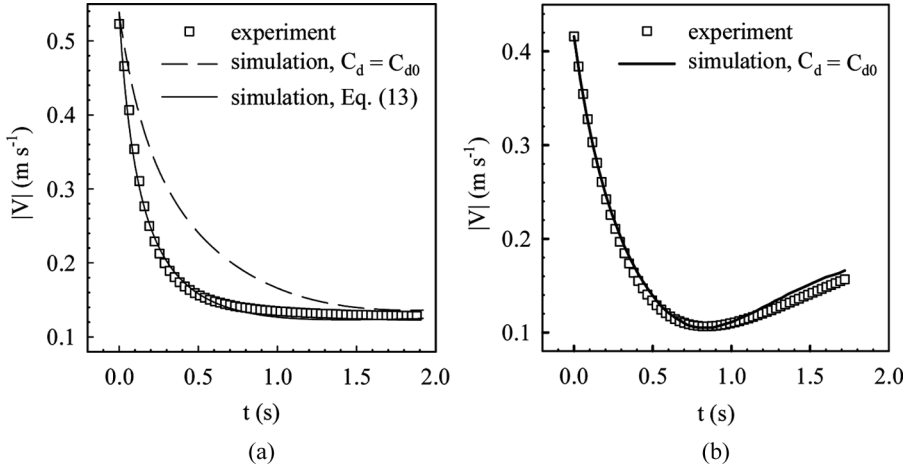 experiment
simulation, C_d = C_d0
simulation, Eq. (13)
0.5
0.4
0.3
0.2
0.1
|V| (m s⁻¹)
0.0 0.5 1.0 1.5 2.0
t (s)
(a)
experiment
simulation, C_d = C_d0
0.4
0.3
0.2
0.1
|V| (m s⁻¹)
0.0 0.5 1.0 1.5 2.0
t (s)
(b)